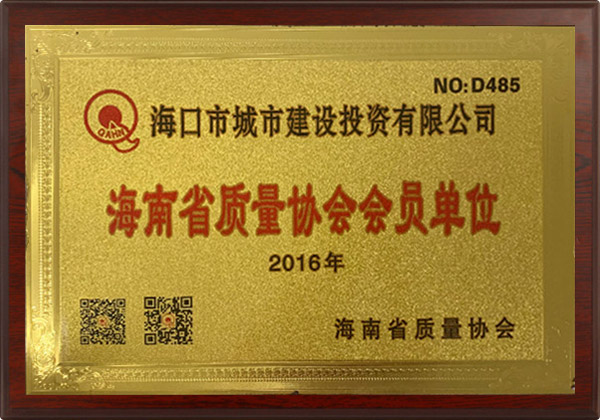 NO:D485
QAHN
海口市城市建设投资有限公司
海南省质量协会会员单位
2016年
海南省质量协会